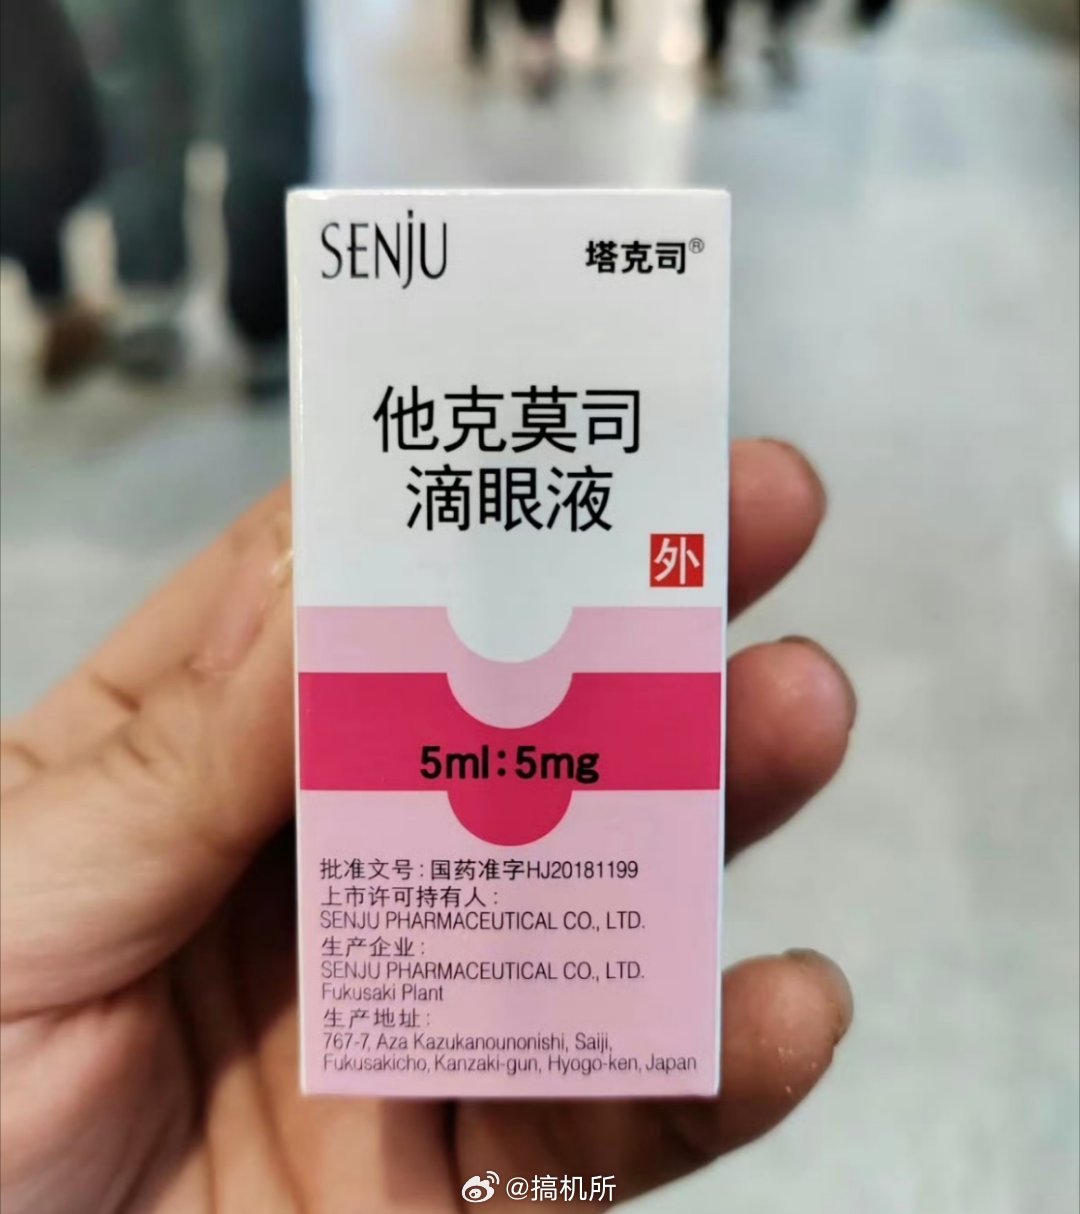 SENJU
塔克司®
他克莫司
滴眼液
外
5ml:5mg
批准文号:国药准字HJ20181199
上市许可持有人:
SENJU PHARMACEUTICAL CO., LTD.
生产企业:
SENJU PHARMACEUTICAL CO., LTD.
Fukusaki Plant
生产地址:
767-7, Aza Kazukanounonishi, Saiji,
Fukusakicho, Kanzaki-gun, Hyogo-ken, Japan
@搞机所